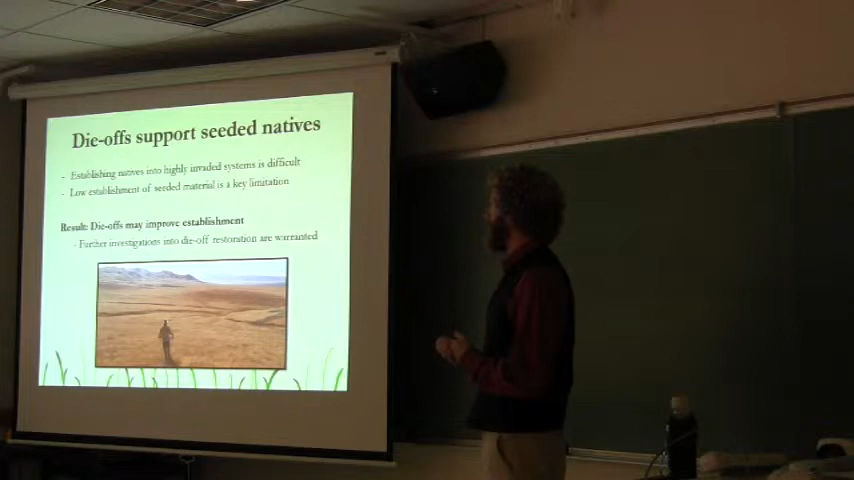 Die-offs support seeded natives
- Establishing natives into highly invaded systems is difficult
- Low establishment of seeded material is a key limitation
Result: Die-offs may improve establishment
- Further investigations into die-off restoration are warranted